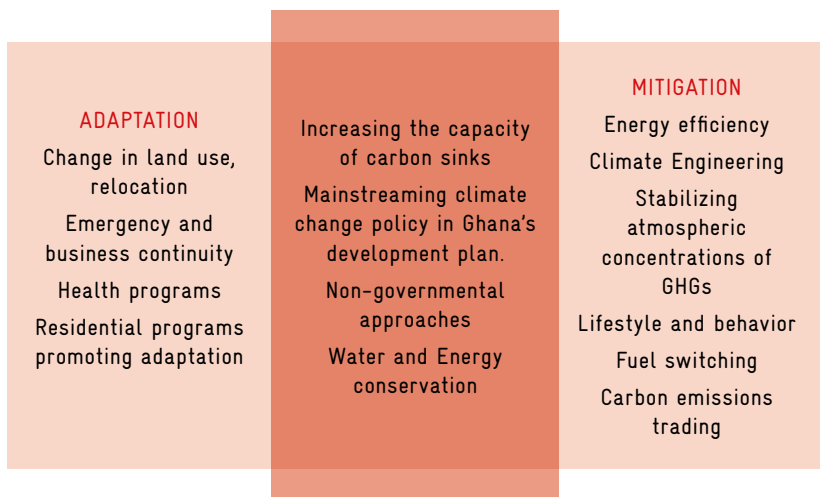 ADAPTATION
Change in land use,
relocation
Emergency and
business continuity
Health programs
Residential programs
promoting adaptation
Increasing the capacity
of carbon sinks
Mainstreaming climate
change policy in Ghana's
development plan.
Non-governmental
approaches
Water and Energy
conservation
MITIGATION
Energy efficiency
Climate Engineering
Stabilizing
atmospheric
concentrations of
GHGs
Lifestyle and behavior
Fuel switching
Carbon emissions
trading